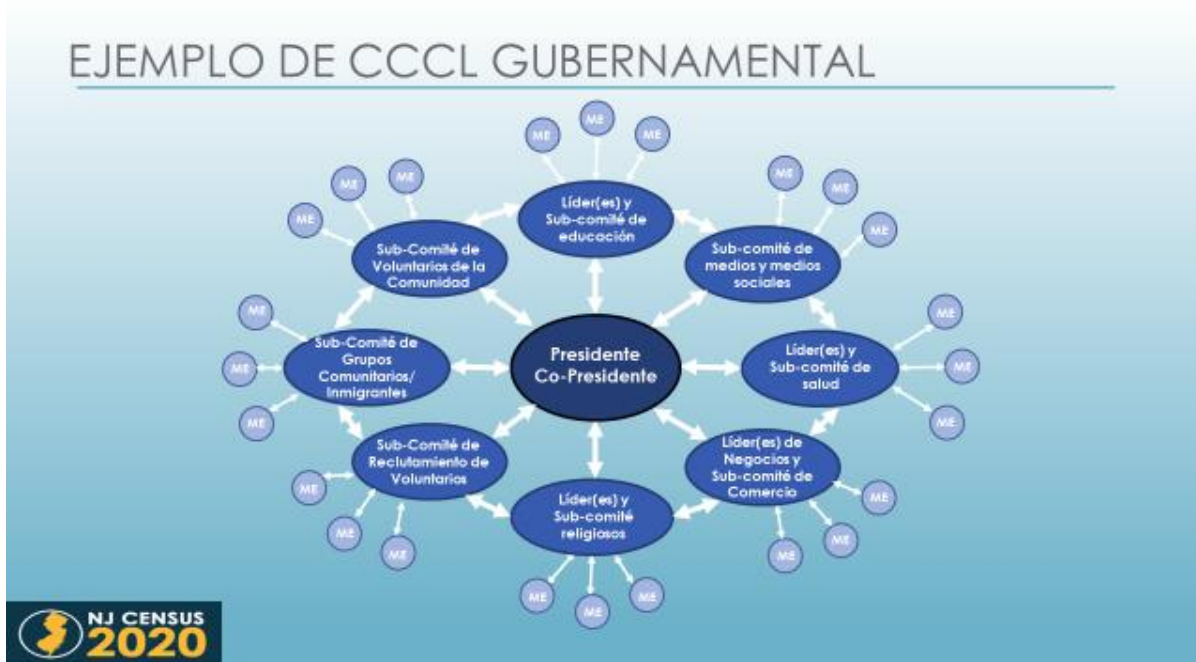 EJEMPLO DE CCCL GUBERNAMENTAL
ME
ME
ME
ME
ME
ME
ME
ME
ME
Líder(es) y
Sub-comité de
educación
Sub-Comité de
Voluntarios de la
Comunidad
Sub-comité de
medios y medios
sociales
ME
ME
ME
Sub-Comité de
Grupos
Comunitarios/
Inmigrantes
Presidente
Co-Presidente
Líder(es) y
Sub-comité de
salud
ME
ME
ME
Sub-Comité de
Reclutamiento de
Voluntarios
Líder(es) de
Negocios y
Sub-comité de
Comercio
Líder(es) y
Sub-comité
religiosos
ME
ME
ME
ME
ME
ME
ME
ME
ME
NJ CENSUS
2020